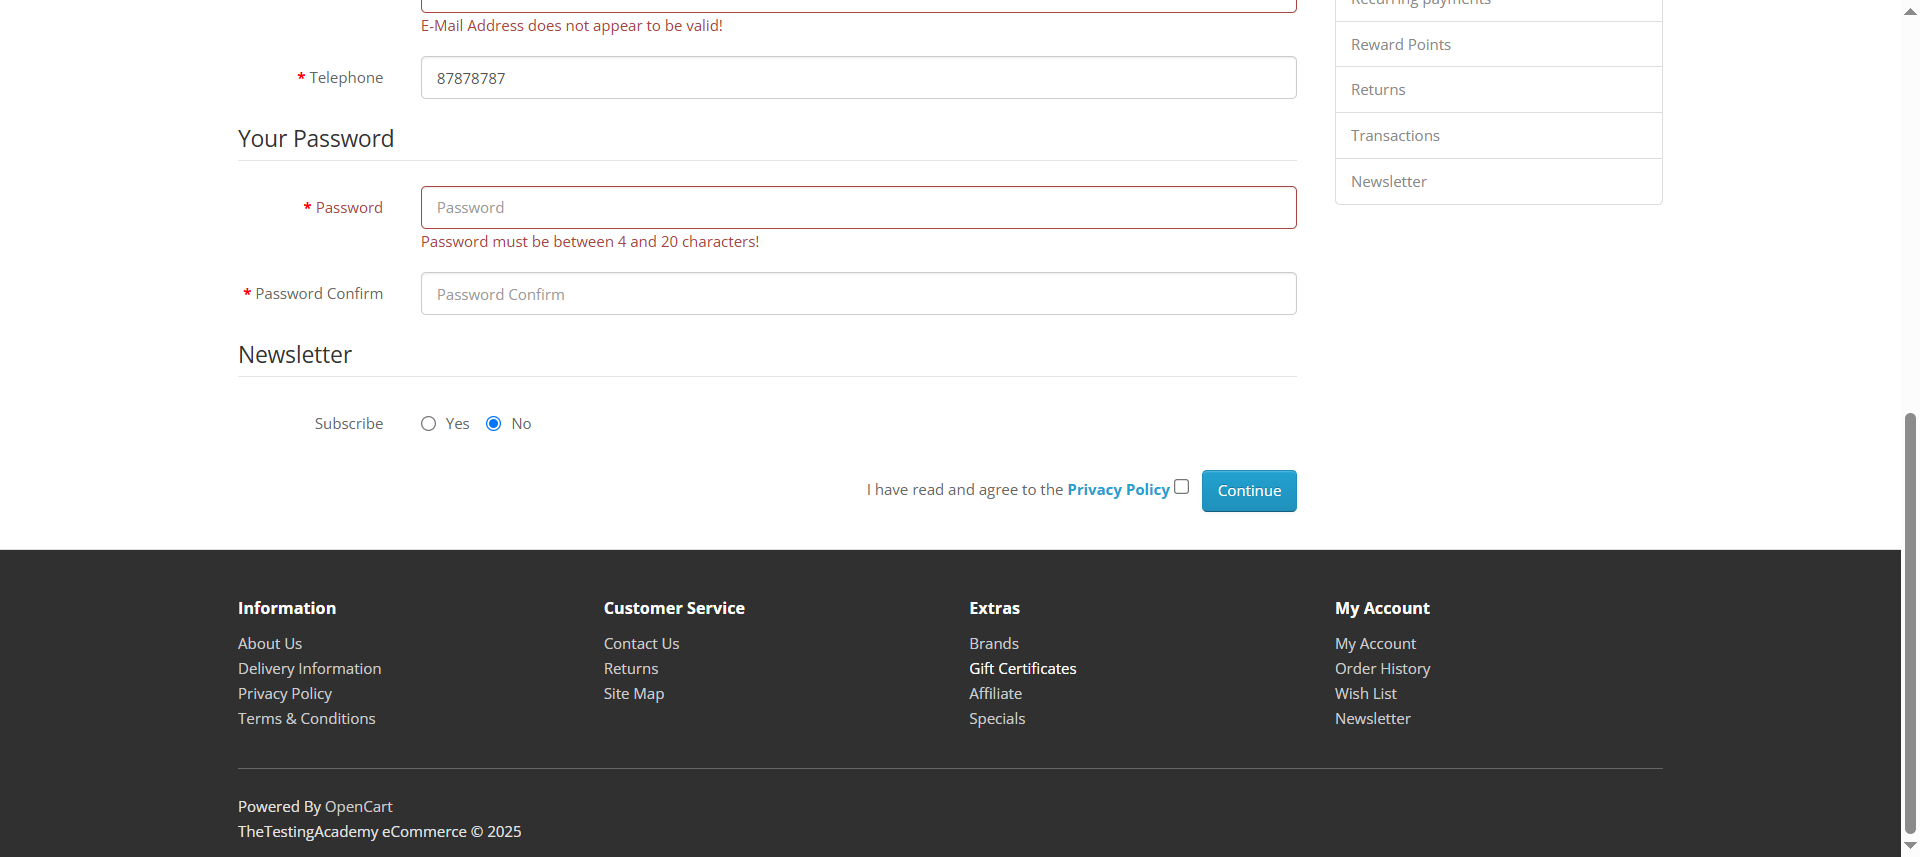 E-Mail Address does not appear to be valid!
* Telephone
87878787
Your Password
* Password
Password
Password must be between 4 and 20 characters!
* Password Confirm
Password Confirm
Newsletter
Subscribe
Yes
No
I have read and agree to the Privacy Policy
Continue
Recurring payments
Reward Points
Returns
Transactions
Newsletter
Information
About Us
Delivery Information
Privacy Policy
Terms & Conditions
Customer Service
Contact Us
Returns
Site Map
Extras
Brands
Gift Certificates
Affiliate
Specials
My Account
My Account
Order History
Wish List
Newsletter
Powered By OpenCart
TheTestingAcademy eCommerce © 2025